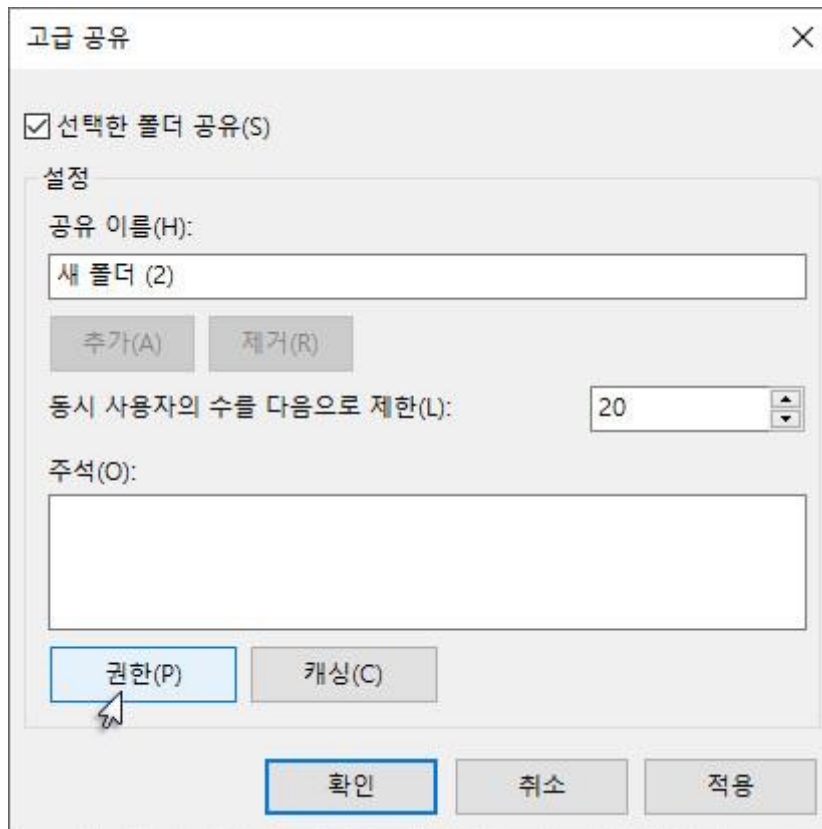 고급 공유
선택한 폴더 공유(S)
설정
공유 이름(H):
새 폴더 (2)
추가(A) 제거(R)
동시 사용자의 수를 다음으로 제한(L): 20
주석(O):
권한(P) 캐싱(C)
확인 취소 적용